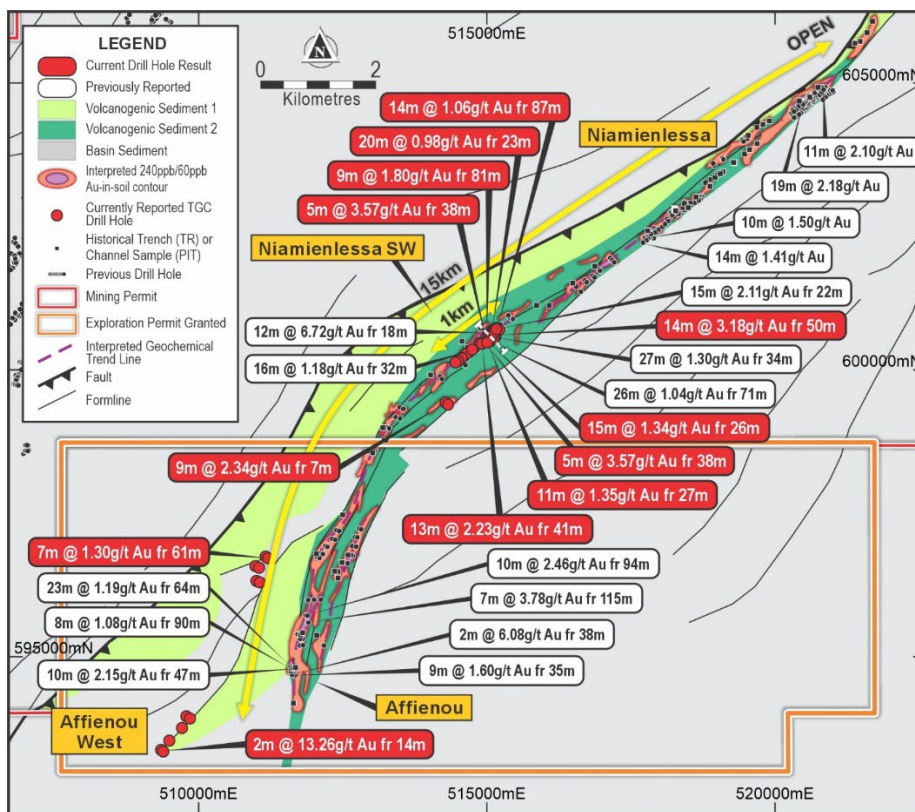 515000mE
LEGEND
Current Drill Hole Result
Previously Reported
Volcanogenic Sediment 1
Volcanogenic Sediment 2
Basin Sediment
Interpreted 240ppb/60ppb
Au-in-soil contour
Currently Reported TGC
Drill Hole
Historical Trench (TR) or
Channel Sample (PIT)
Previous Drill Hole
Mining Permit
Exploration Permit Granted
Interpreted Geochemical
Trend Line
Fault
Formline
N
0 2
Kilometres
OPEN
605000mN
14m @ 1.06g/t Au fr 87m
20m @ 0.98g/t Au fr 23m
9m @ 1.80g/t Au fr 81m
5m @ 3.57g/t Au fr 38m
Niamienlessa
Niamienlessa SW
15km
1km
11m @ 2.10g/t Au
19m @ 2.18g/t Au
10m @ 1.50g/t Au
14m @ 1.41g/t Au
15m @ 2.11g/t Au fr 22m
12m @ 6.72g/t Au fr 18m
14m @ 3.18g/t Au fr 50m
27m @ 1.30g/t Au fr 34m
16m @ 1.18g/t Au fr 32m
600000mN
26m @ 1.04g/t Au fr 71m
15m @ 1.34g/t Au fr 26m
5m @ 3.57g/t Au fr 38m
9m @ 2.34g/t Au fr 7m
11m @ 1.35g/t Au fr 27m
13m @ 2.23g/t Au fr 41m
7m @ 1.30g/t Au fr 61m
10m @ 2.46g/t Au fr 94m
23m @ 1.19g/t Au fr 64m
7m @ 3.78g/t Au fr 115m
8m @ 1.08g/t Au fr 90m
2m @ 6.08g/t Au fr 38m
595000mN
10m @ 2.15g/t Au fr 47m
9m @ 1.60g/t Au fr 35m
Affienou
West
Affienou
2m @ 13.26g/t Au fr 14m
510000mE
515000mE
520000mE